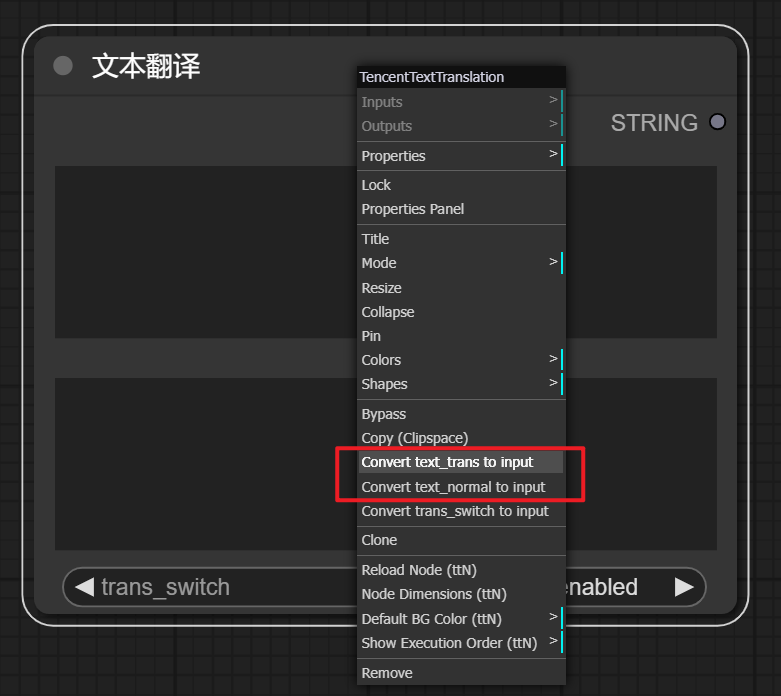 文本翻译
STRING
TencentTextTranslation
Inputs >
Outputs >
Properties >
Lock
Properties Panel
Title
Mode >
Resize
Collapse
Pin
Colors >
Shapes >
Bypass
Copy (Clipspace)
Convert text_trans to input
Convert text_normal to input
Convert trans_switch to input
Clone
Reload Node (ttN)
Node Dimensions (ttN)
Default BG Color (ttN) >
Show Execution Order (ttN) >
Remove
trans_switch
nabled